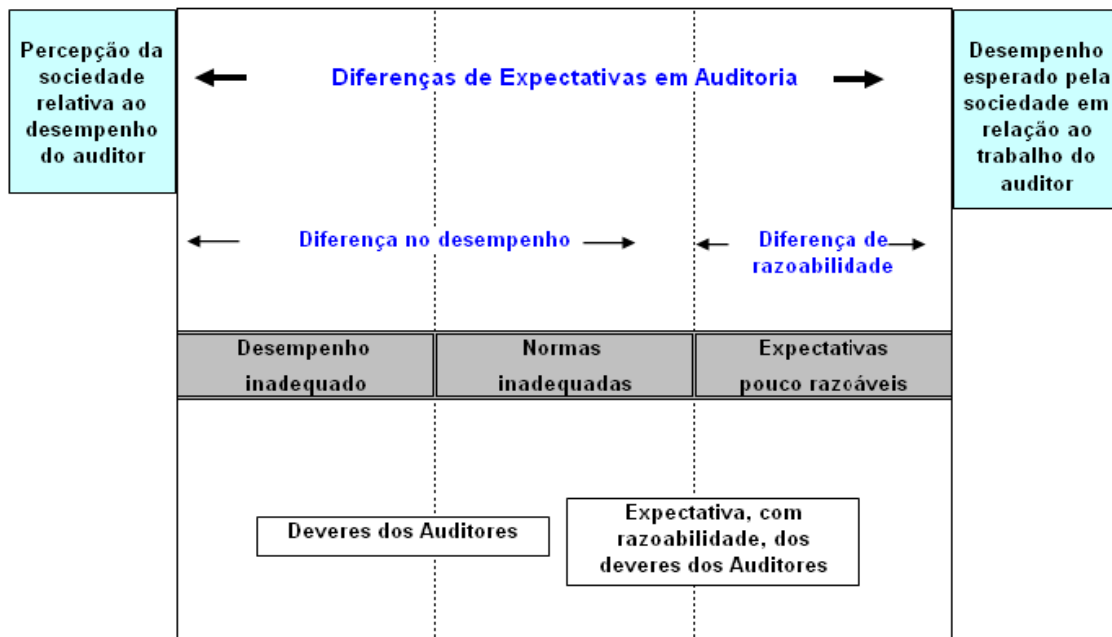 Percepção da
sociedade
relativa ao
desempenho
do auditor
Diferenças de Expectativas em Auditoria
Desempenho
esperado pela
sociedade em
relação ao
trabalho do
auditor
Diferença no desempenho
Diferença de
razoabilidade
Desempenho
inadequado
Normas
inadequadas
Expectativas
pouco razoáveis
Deveres dos Auditores
Expectativa, com
razoabilidade, dos
deveres dos Auditores